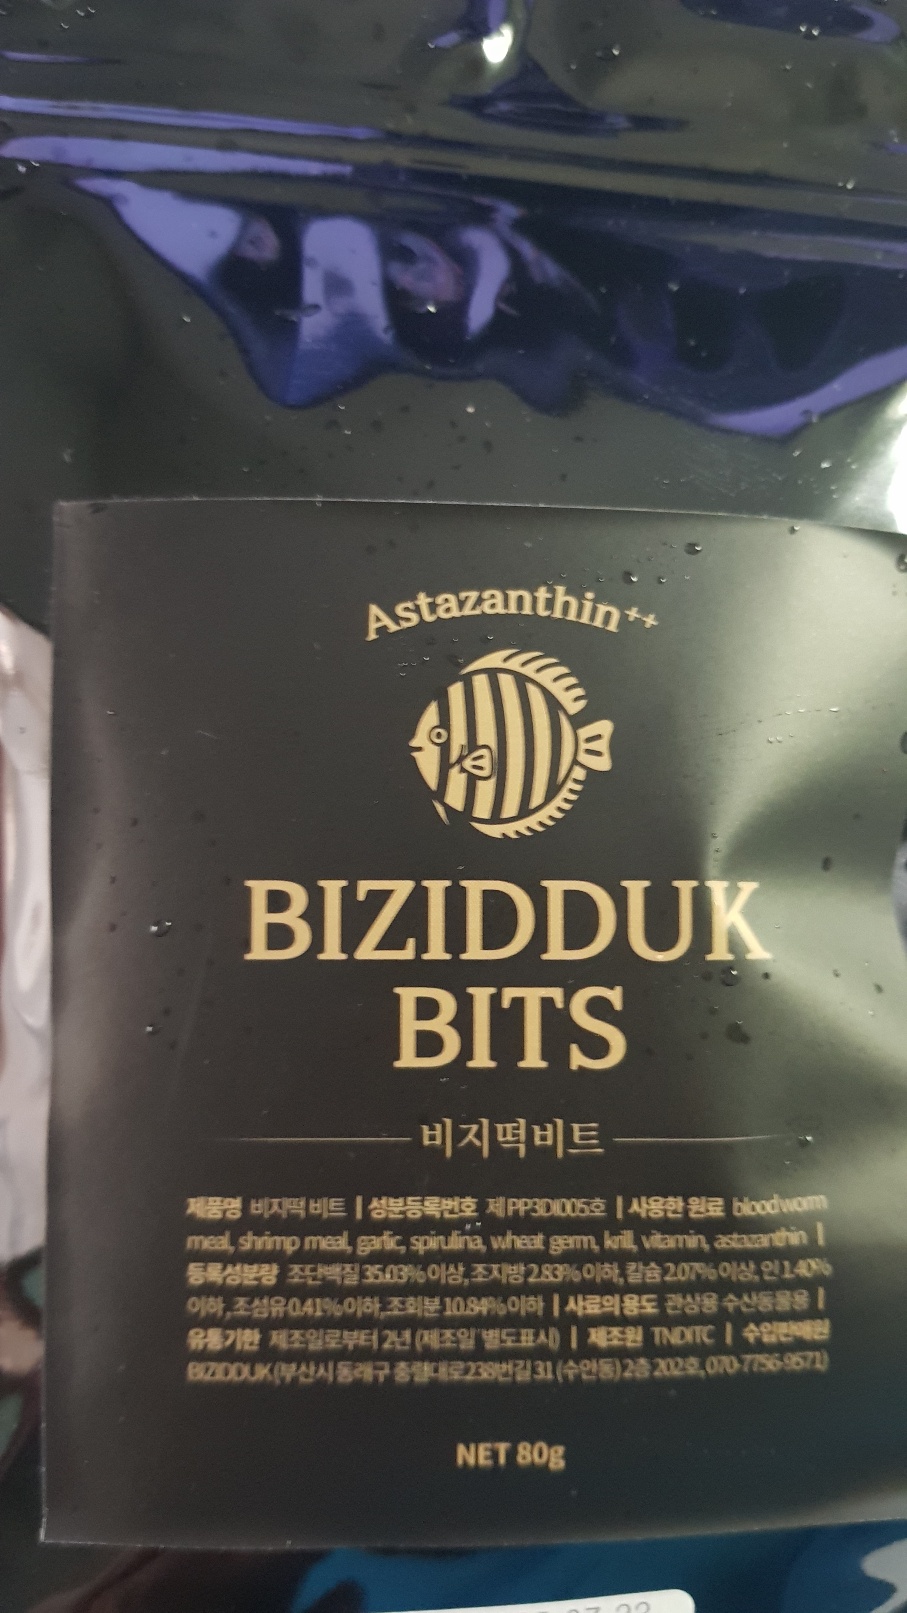 Astazanthin++
BIZIDDUK
BITS
비지떡비트
제품명 비지떡 비트 | 성분등록번호 제PP3DI005호 | 사용한 원료 bloodworm
meal, shrimp meal, garlic, spirulina, wheat germ, krill, vitamin, astazanthin |
등록성분량 조단백질 35.03% 이상, 조지방 2.83% 이하, 칼슘 2.07% 이상, 인 1.40%
이하, 조섬유 0.41% 이하, 조회분 10.84% 이하 | 사료의 용도 관상용 수산동물용 |
유통기한 제조일로부터 2년 (제조일 별도표시) | 제조원 TNDITC | 수입판매원
BIZIDDUK (부산시 동래구 충렬대로238번길 31 (수안동) 2층 202호, 070-7756-9571)
NET 80g